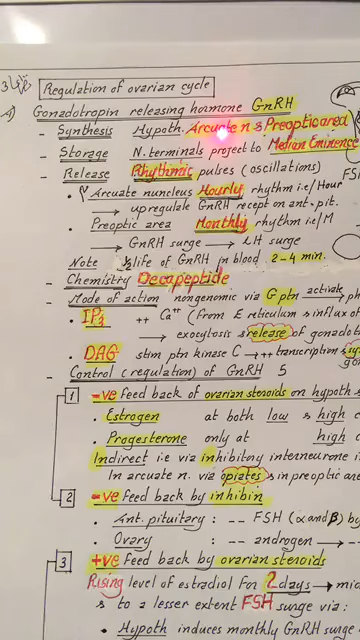 Regulation of ovarian cycle
A) Gonadotropin releasing hormone GnRH
- Synthesis Hypoth. Arcuate n & Preoptic area
- Storage N. terminals project to Median Eminence
- Release Rhythmic pulses (oscillations) FS
• Arcuate nuncleus Hourly rhythm i.e/Hour
→ upregulate GnRH recept on ant. pit.
• Preoptic area Monthly rhythm i.e/M
→ GnRH surge → LH surge
Note ½ life of GnRH in blood 2-4 min.
- Chemistry Decapeptide
- Mode of action nongenomic via G ptn activate → ph
• IP3 ++ Ca++ (from E reticulum & influx of
→ exocytosis & release of gonado
• DAG stim ptn kinase C → ++ transcription & sy
- Control (regulation) of GnRH 5
1 -ve Feed back of ovarian steroids on hypoth &
• Estrogen at both low & high c
• Progesterone only at high c
Indirect i.e via inhibitory interneurone i
In arcuate n. via opiates & in preoptic are
2 -ve feed back by inhibin
• Ant. pituitary : -- FSH (α and β) by
• Ovary : -- androgen →
3 +ve feed back by ovarian steroids
Rising level of estradiol for 2 days → mid
& to a lesser extent FSH surge via:
• Hypoth induces monthly GnRH surge